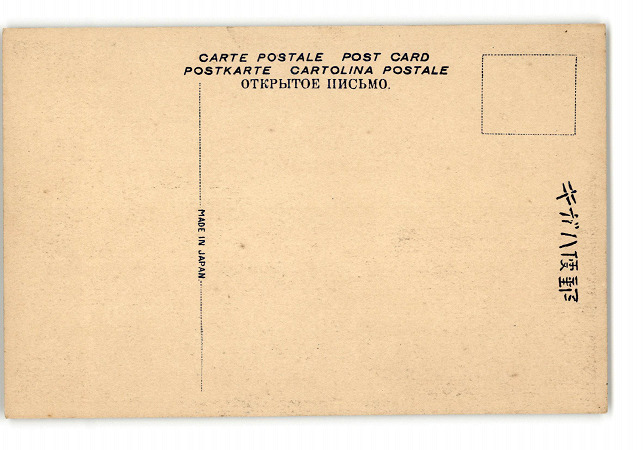 CARTE POSTALE POST CARD
POSTKARTE CARTOLINA POSTALE
ОТКРЫТОЕ ПИСЬМО.
MADE IN JAPAN.
郵便ハガキ